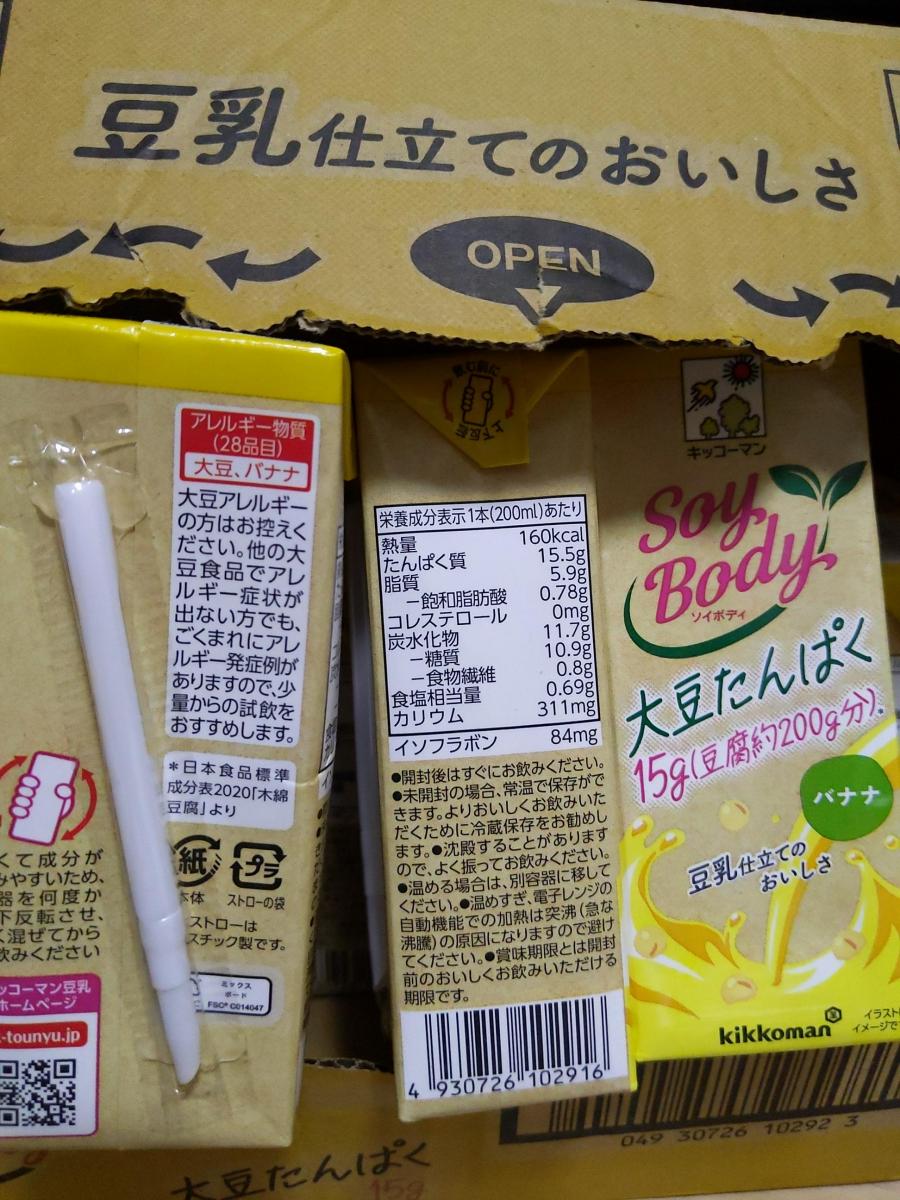 豆乳仕立てのおいしさ
OPEN
アレルギー物質
(28品目)
大豆、バナナ
大豆アレルギー
の方はお控えく
ださい。他の大
豆食品でアレ
ルギー症状が
出ない方でも、
ごくまれにアレ
ルギー発症例が
ありますので、少
量からの試飲を
おすすめします。
*日本食品標準
成分表2020「木綿
豆腐」より
紙
プラ
本体
ストローの袋
ストローは
スチック製です。
ミックス
ボード
FSC® C014047
くて成分が
みやすいため、
器を何度か
下反転させ、
く混ぜてから
飲みください
ッコーマン豆乳
ホームページ
-tounyu.jp
飲む前に
上下反転
栄養成分表示1本(200ml)あたり
熱量 160kcal
たんぱく質 15.5g
脂質 5.9g
-飽和脂肪酸 0.78g
コレステロール 0mg
炭水化物 11.7g
-糖質 10.9g
-食物繊維 0.8g
食塩相当量 0.69g
カリウム 311mg
イソフラボン 84mg
●開封後はすぐにお飲みください。
●未開封の場合、常温で保存がで
きます。よりおいしくお飲みいた
だくために冷蔵保存をお勧めし
ます。●沈殿することがあります
ので、よく振ってお飲みください。
●温める場合は、別容器に移して
ください。●温めすぎ、電子レンジの
自動機能での加熱は突沸(急な
沸騰)の原因になりますので避け
てください。●賞味期限とは開封
前のおいしくお飲みいただける
期限です。
4 930726 102916
キッコーマン
Soy
Body
ソイボディ
大豆たんぱく
15g(豆腐約200g分)*
バナナ
豆乳仕立ての
おいしさ
kikkoman
イラスト
イメージで
049 30726 10292 3
大豆たんぱく
15g